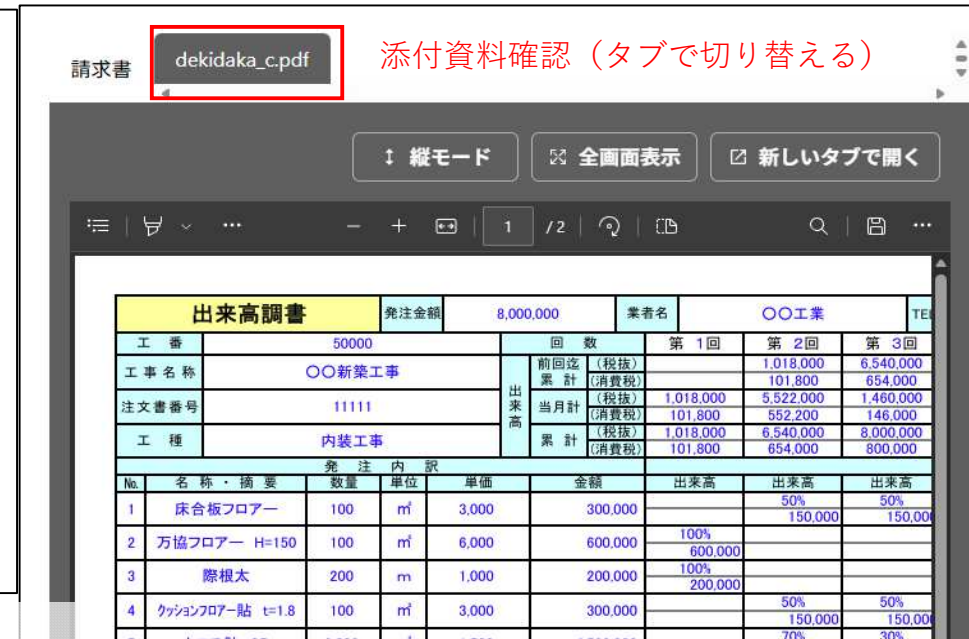 請求書 dekidaka_c.pdf 添付資料確認（タブで切り替える）
縦モード 全画面表示 新しいタブで開く
1 /2
出来高調書 発注金額 8,000,000 業者名 〇〇工業
工 番 50000 回 数 第 1回 第 2回 第 3回
工事名称 〇〇新築工事 出来高 前回迄累計 (税抜) 1,018,000 6,540,000
(消費税) 101,800 654,000
注文書番号 11111 当月計 (税抜) 1,018,000 5,522,000 1,460,000
(消費税) 101,800 552,200 146,000
工 種 内装工事 累 計 (税抜) 1,018,000 6,540,000 8,000,000
(消費税) 101,800 654,000 800,000
発 注 内 訳
No. 名 称 ・ 摘 要 数量 単位 単価 金額 出来高 出来高 出来高
1 床合板フロアー 100 ㎡ 3,000 300,000 50% 50%
150,000
2 万協フロアー H=150 100 ㎡ 6,000 600,000 100%
600,000
3 際根太 200 m 1,000 200,000 100%
200,000
4 クッションフロアー貼 t=1.8 100 ㎡ 3,000 300,000 50% 50%
150,000
70% 30%